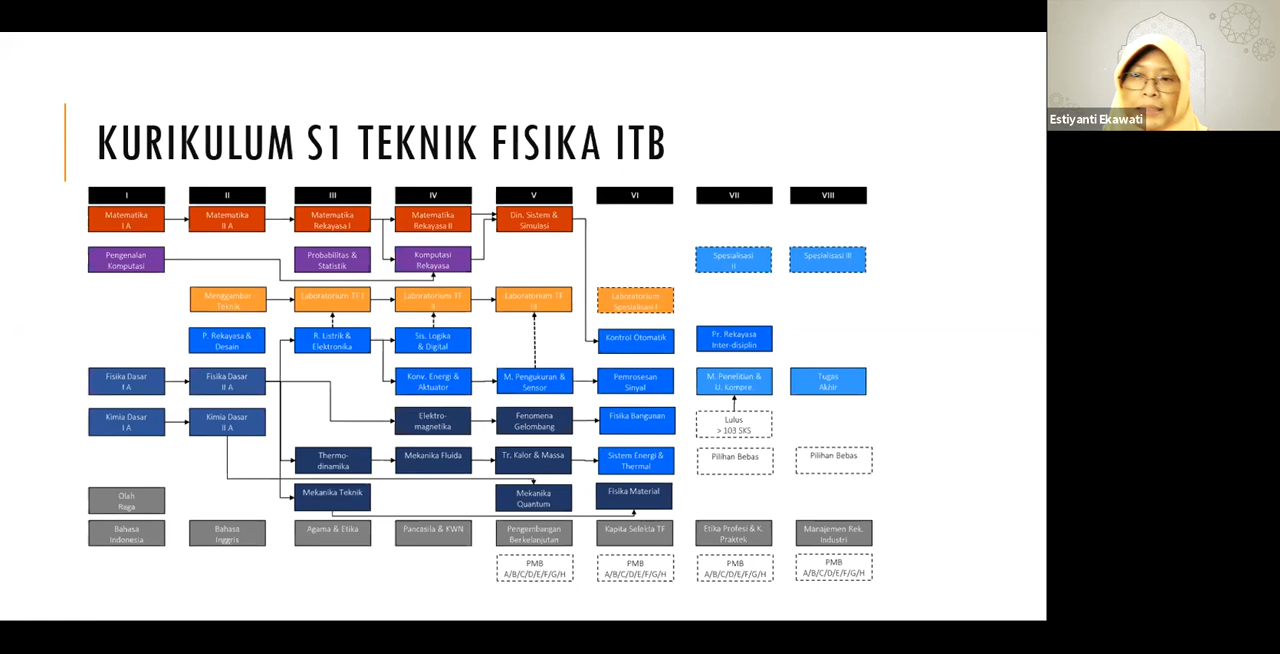 Estiyanti Ekawati
KURIKULUM S1 TEKNIK FISIKA ITB
I
II
III
IV
V
VI
VII
VIII
Matematika
I A
Matematika
II A
Matematika
Rekayasa I
Matematika
Rekayasa II
Din. Sistem &
Simulasi
Pengenalan
Komputasi
Probabilitas &
Statistik
Komputasi
Rekayasa
Spesialisasi
II
Spesialisasi III
Menggambar
Teknik
Laboratorium TF I
Laboratorium TF
II
Laboratorium TF
III
Laboratorium
Spesialisasi I
P. Rekayasa &
Desain
R. Listrik &
Elektronika
Sis. Logika
& Digital
Kontrol Otomatik
Pr. Rekayasa
Inter-disiplin
Fisika Dasar
I A
Fisika Dasar
II A
Konv. Energi &
Aktuator
M. Pengukuran &
Sensor
Pemrosesan
Sinyal
M. Penelitian &
U. Kompre.
Tugas
Akhir
Kimia Dasar
I A
Kimia Dasar
II A
Elektro-
magnetika
Fenomena
Gelombang
Fisika Bangunan
Lulus
> 103 SKS
Thermo-
dinamika
Mekanika Fluida
Tr. Kalor & Massa
Sistem Energi &
Thermal
Pilihan Bebas
Pilihan Bebas
Olah
Raga
Mekanika Teknik
Mekanika
Quantum
Fisika Material
Bahasa
Indonesia
Bahasa
Inggris
Agama & Etika
Pancasila & KWN
Pengembangan
Berkelanjutan
Kapita Selekta TF
Etika Profesi & K.
Praktek
Manajemen Rek.
Industri
PMB
A/B/C/D/E/F/G/H
PMB
A/B/C/D/E/F/G/H
PMB
A/B/C/D/E/F/G/H
PMB
A/B/C/D/E/F/G/H